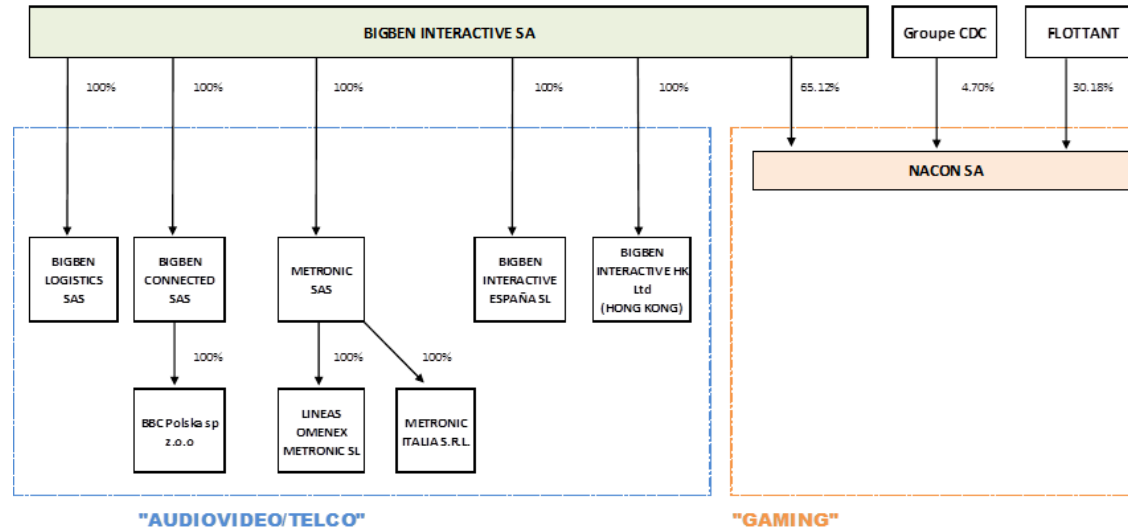 BIGBEN INTERACTIVE SA
Groupe CDC
FLOTTANT
100%
100%
100%
100%
100%
65.12%
4.70%
30.18%
NACON SA
BIGBEN
LOGISTICS
SAS
BIGBEN
CONNECTED
SAS
METRONIC
SAS
BIGBEN
INTERACTIVE
ESPAÑA SL
BIGBEN
INTERACTIVE HK
Ltd
(HONG KONG)
100%
100%
100%
BBC Polska sp
z.o.o
LINEAS
OMENEX
METRONIC SL
METRONIC
ITALIA S.R.L.
"AUDIOVIDEO/TELCO"
"GAMING"